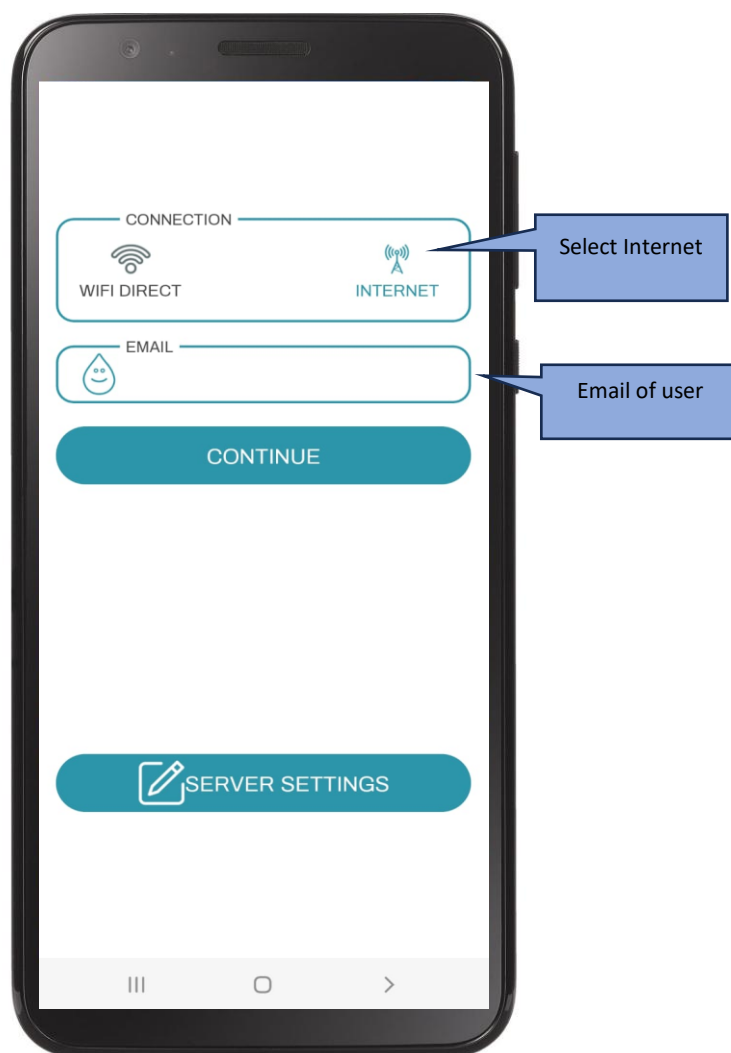 CONNECTION
WIFI DIRECT
INTERNET
Select Internet
EMAIL
Email of user
CONTINUE
SERVER SETTINGS